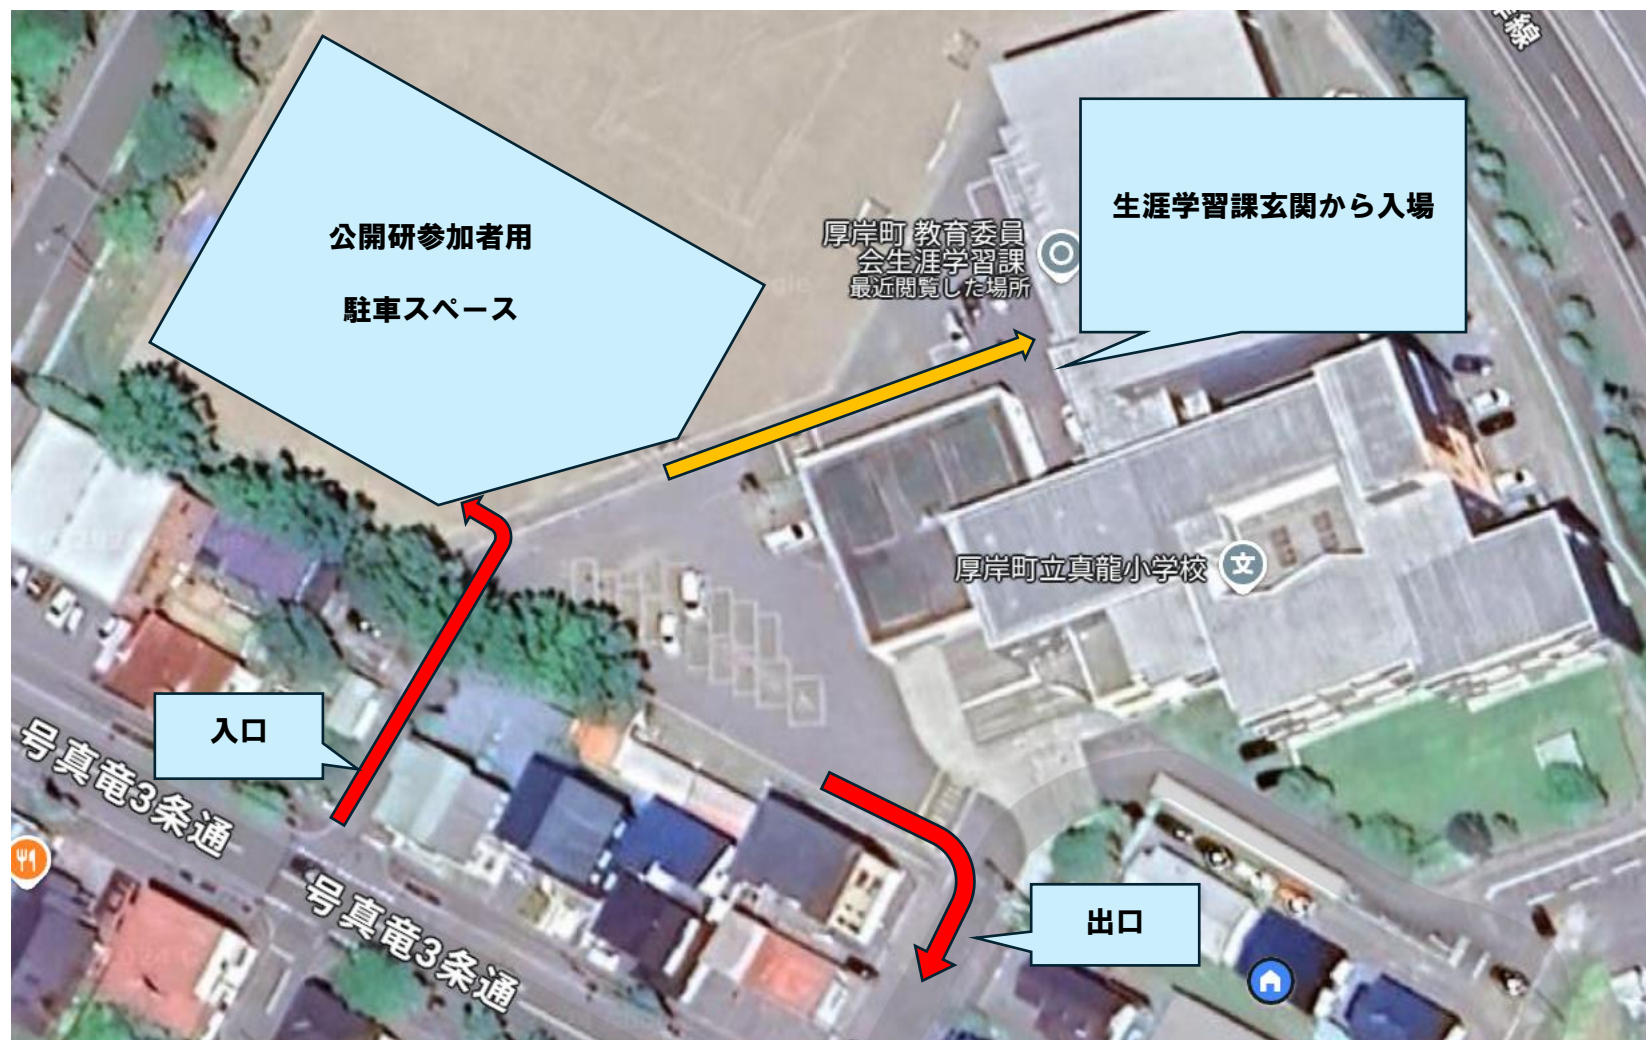 公開研参加者用
駐車スペース
生涯学習課玄関から入場
厚岸町 教育委員
会生涯学習課
最近閲覧した場所
厚岸町立真龍小学校
文
入口
出口
号真竜3条通
号真竜3条通